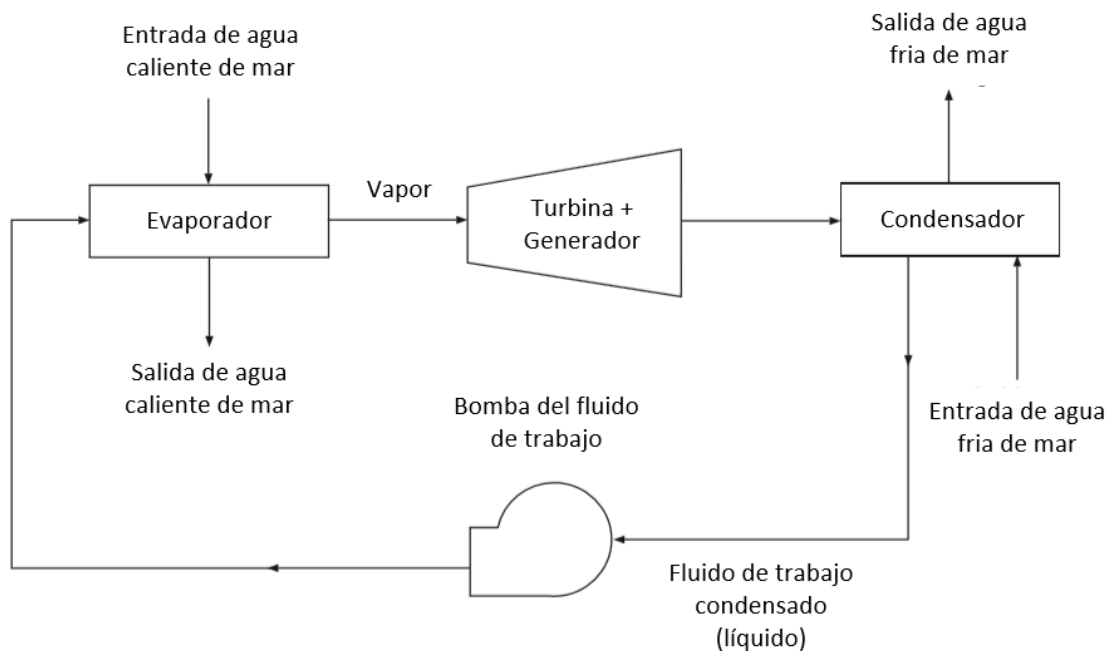 Entrada de agua
caliente de mar
Salida de agua
fria de mar
Vapor
Evaporador
Turbina +
Generador
Condensador
Salida de agua
caliente de mar
Bomba del fluido
de trabajo
Entrada de agua
fria de mar
Fluido de trabajo
condensado
(líquido)